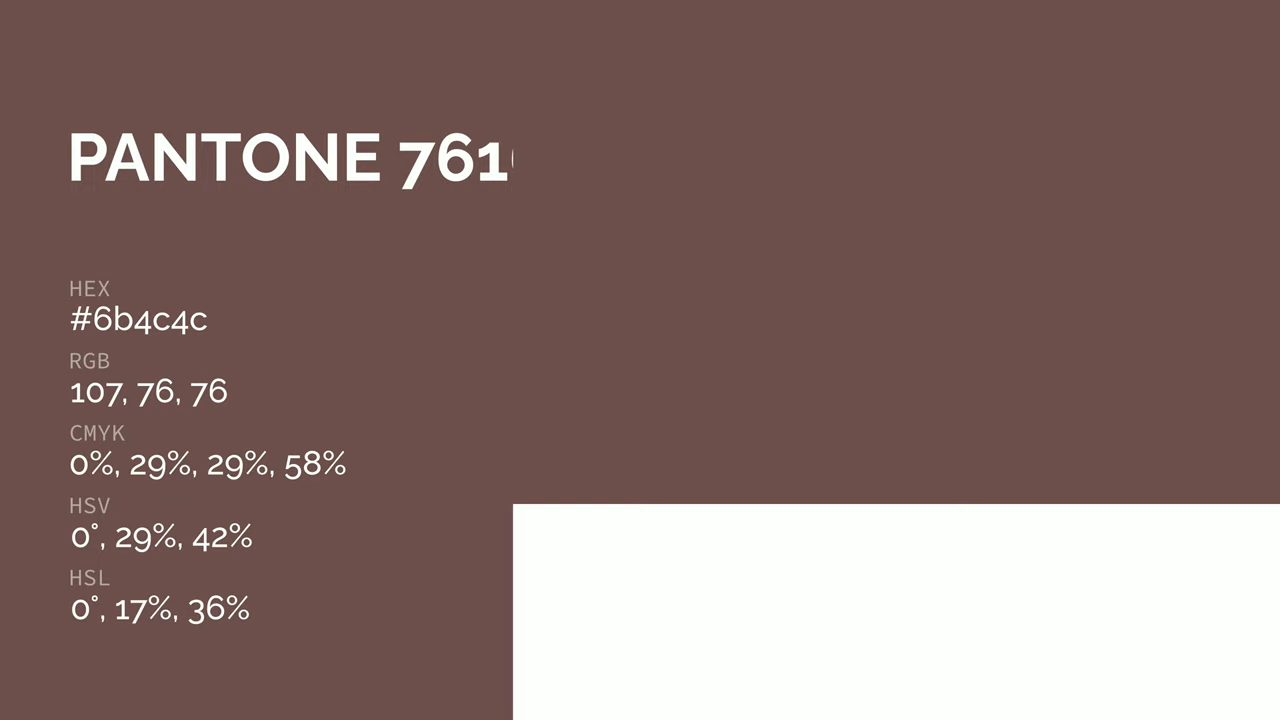 PANTONE 761
HEX
#6b4c4c
RGB
107, 76, 76
CMYK
0%, 29%, 29%, 58%
HSV
0°, 29%, 42%
HSL
0°, 17%, 36%